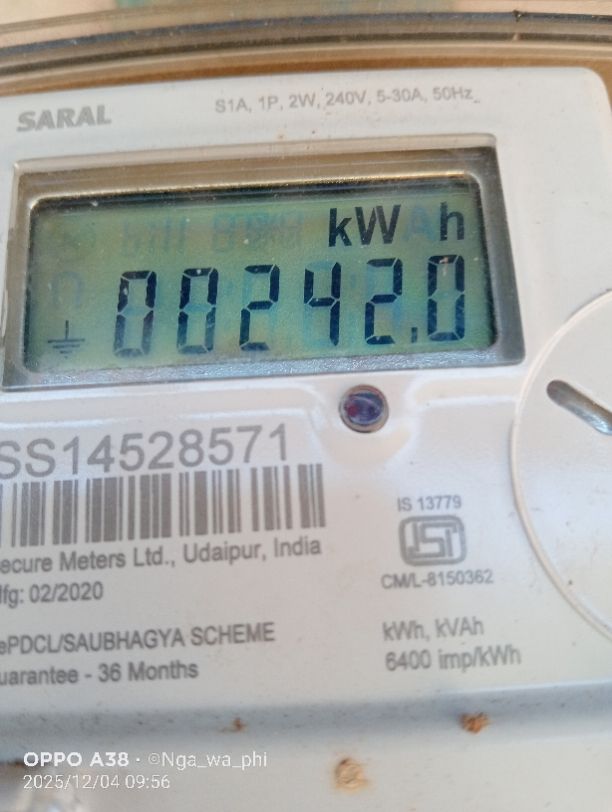 SARAL
S1A, 1P, 2W, 240V, 5-30A, 50Hz
kW h
00242.0
SS14528571
IS 13779
ISI
CM/L-8150362
ecure Meters Ltd., Udaipur, India
fg: 02/2020
ePDCL/SAUBHAGYA SCHEME
uarantee - 36 Months
kWh, kVAh
6400 imp/kWh
OPPO A38 · ©Nga_wa_phi
2025/12/04 09:56